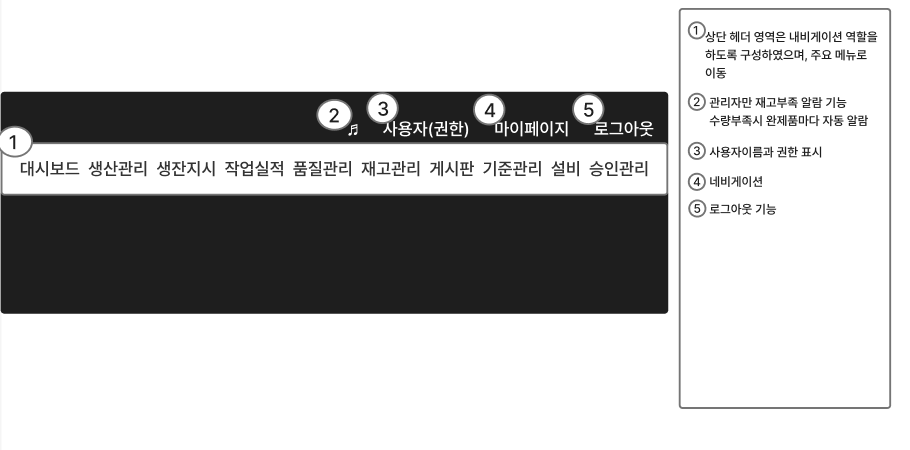 2 ♬ 3 사용자(권한) 4 마이페이지 5 로그아웃
1
대시보드 생산관리 생잔지시 작업실적 품질관리 재고관리 게시판 기준관리 설비 승인관리
1 상단 헤더 영역은 내비게이션 역할을
하도록 구성하였으며, 주요 메뉴로
이동
2 관리자만 재고부족 알람 기능
수량부족시 완제품마다 자동 알람
3 사용자이름과 권한 표시
4 네비게이션
5 로그아웃 기능